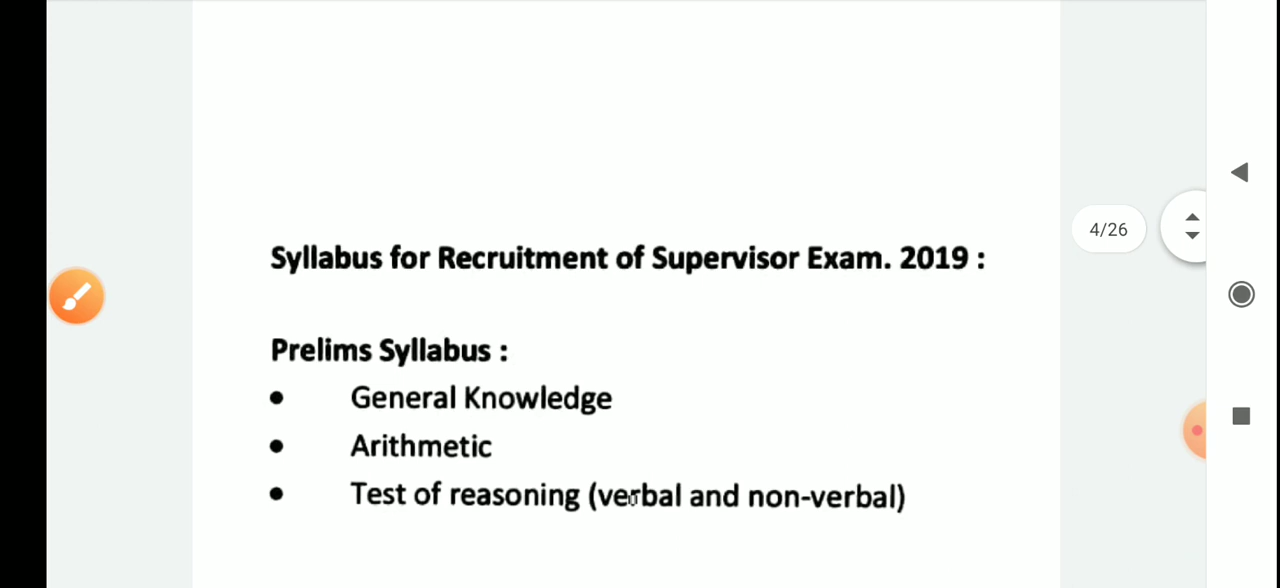 Syllabus for Recruitment of Supervisor Exam. 2019 :
4/26
Prelims Syllabus :
• General Knowledge
• Arithmetic
• Test of reasoning (verbal and non-verbal)